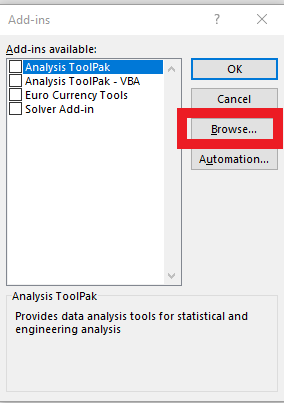 Add-ins
Add-ins available:
Analysis ToolPak
Analysis ToolPak - VBA
Euro Currency Tools
Solver Add-in
OK
Cancel
Browse...
Automation...
Analysis ToolPak
Provides data analysis tools for statistical and
engineering analysis